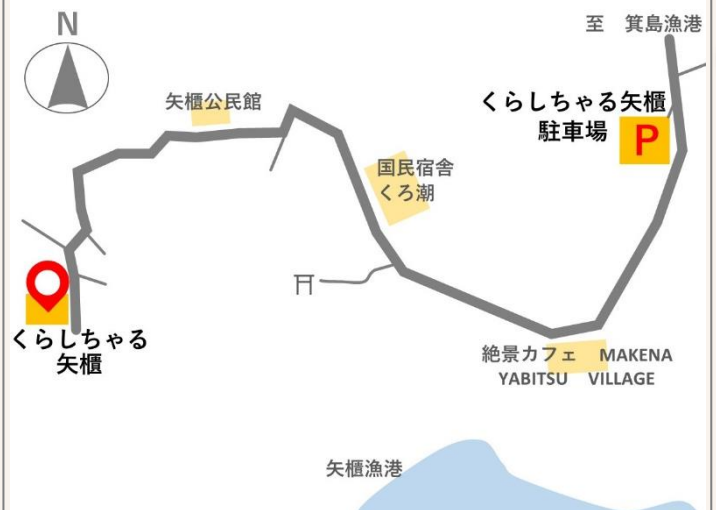 N
至　箕島漁港
矢櫃公民館
くらしちゃる矢櫃
駐車場
P
国民宿舎
くろ潮
くらしちゃる
矢櫃
絶景カフェ　MAKENA
YABITSU　VILLAGE
矢櫃漁港